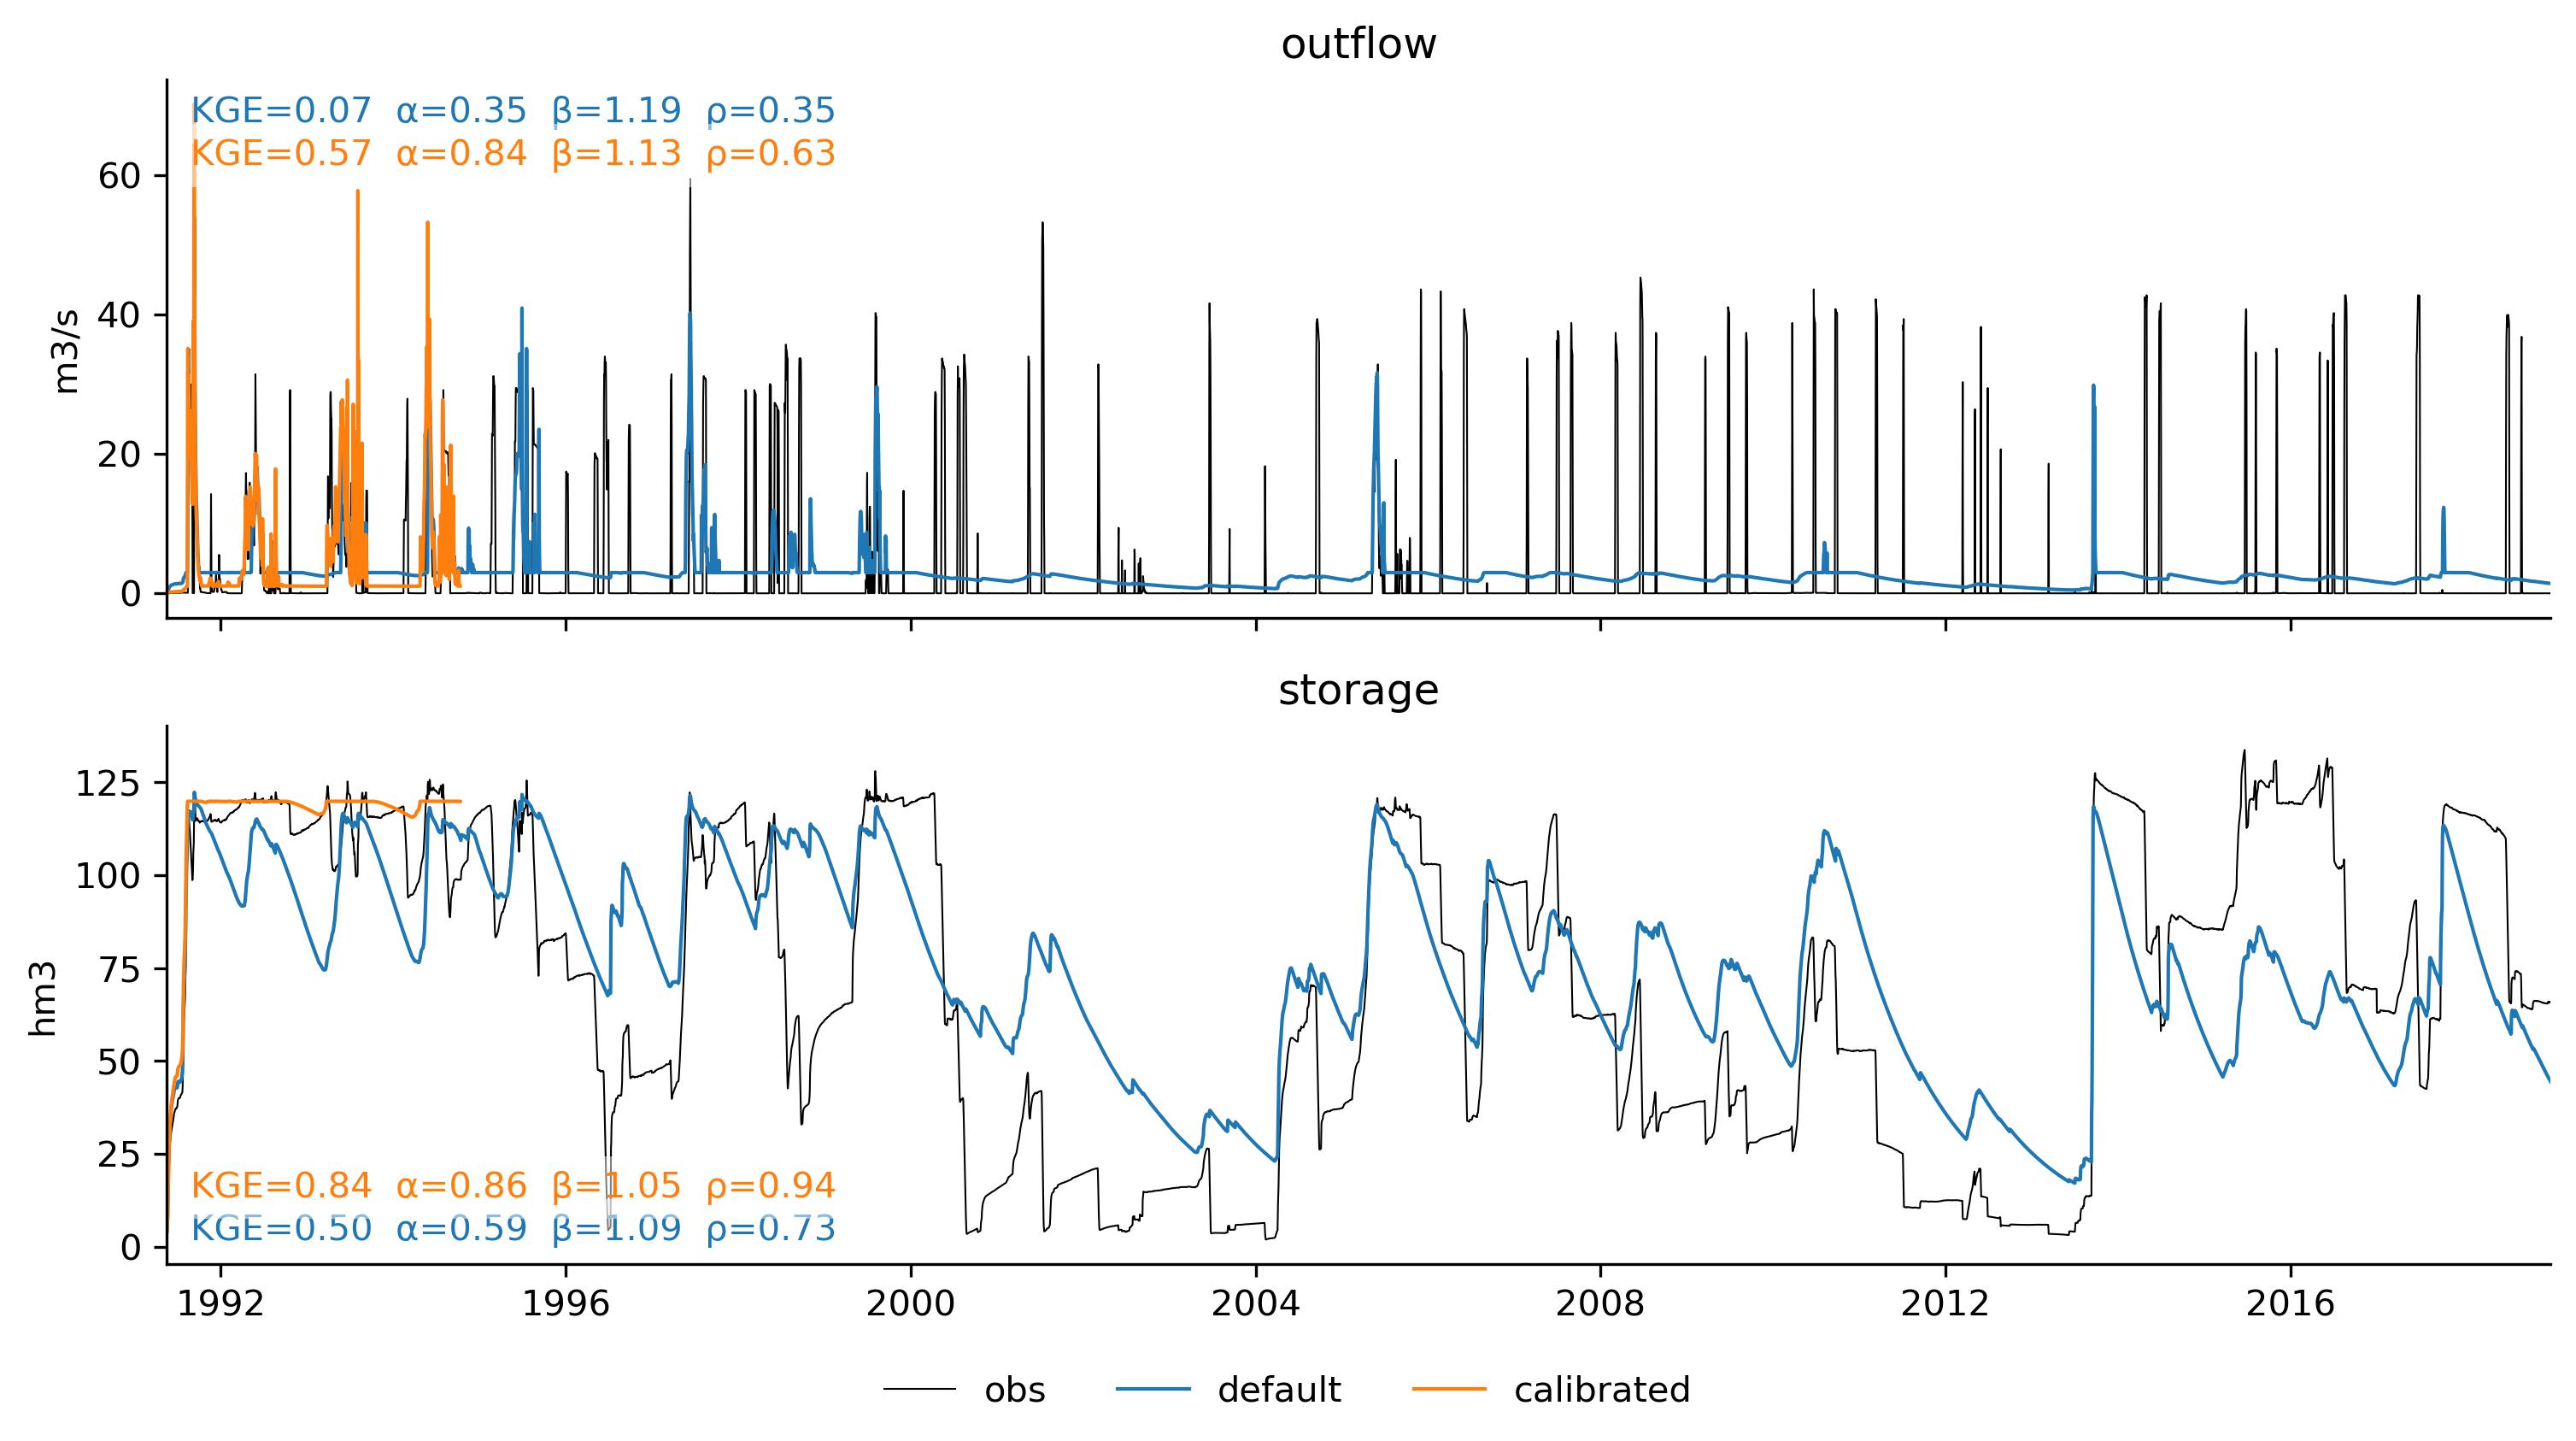 outflow
KGE=0.07 α=0.35 β=1.19 ρ=0.35
KGE=0.57 α=0.84 β=1.13 ρ=0.63
m3/s
60
40
20
0
storage
hm3
125
100
75
50
25
0
KGE=0.84 α=0.86 β=1.05 ρ=0.94
KGE=0.50 α=0.59 β=1.09 ρ=0.73
1992 1996 2000 2004 2008 2012 2016
obs default calibrated